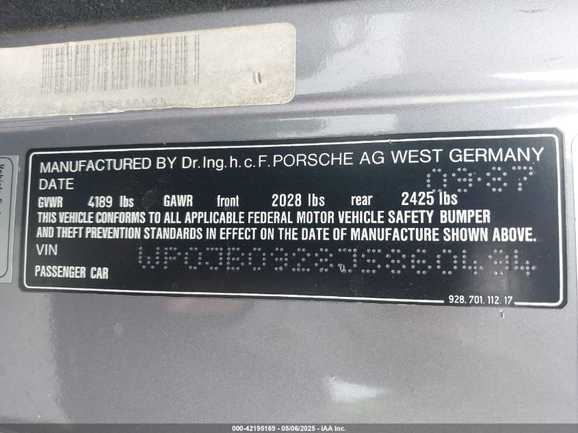 MANUFACTURED BY Dr.Ing.h.c.F.PORSCHE AG WEST GERMANY
DATE 09·87
GVWR 4189 lbs GAWR front 2028 lbs rear 2425 lbs
THIS VEHICLE CONFORMS TO ALL APPLICABLE FEDERAL MOTOR VEHICLE SAFETY BUMPER
AND THEFT PREVENTION STANDARDS IN EFFECT ON THE DATE OF MANUFACTURE SHOWN ABOVE.
VIN WP0JB0928JS860494
PASSENGER CAR
928.701.112.17
000-42195169 - 05/06/2025 - IAA Inc.